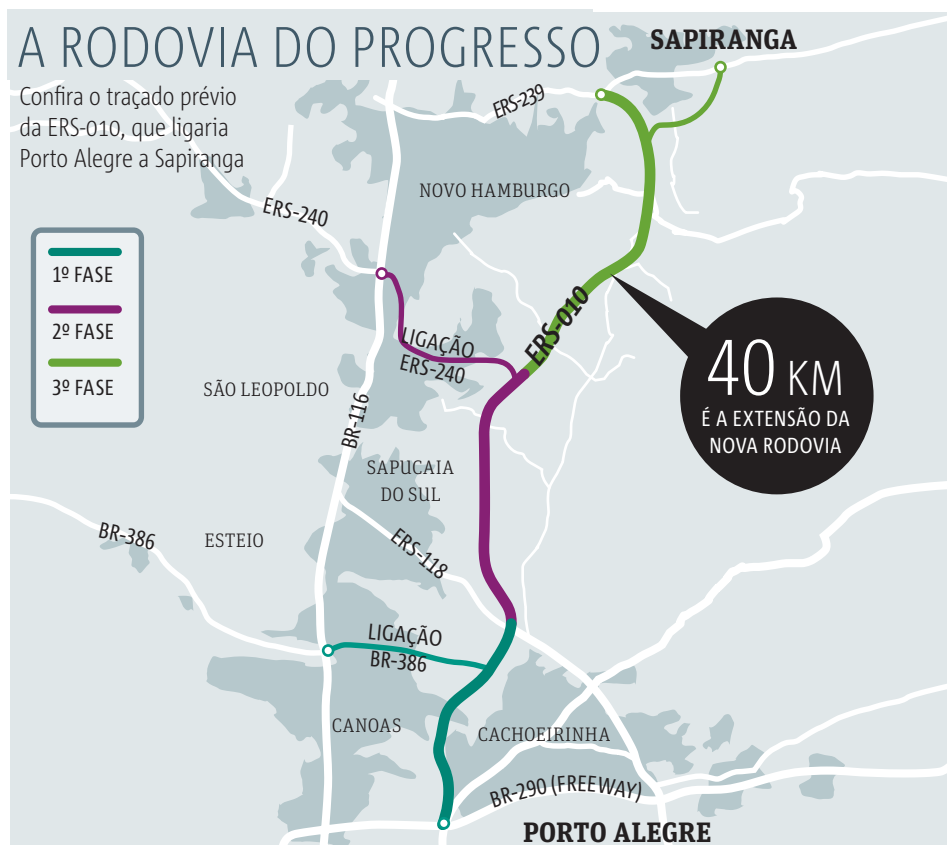 A RODOVIA DO PROGRESSO
Confira o traçado prévio
da ERS-010, que ligaria
Porto Alegre a Sapiranga
SAPIRANGA
ERS-239
NOVO HAMBURGO
ERS-240
1º FASE
2º FASE
3º FASE
ERS-010
LIGAÇÃO
ERS-240
40 KM
É A EXTENSÃO DA
NOVA RODOVIA
SÃO LEOPOLDO
BR-116
SAPUCAIA
DO SUL
BR-386
ESTEIO
ERS-118
LIGAÇÃO
BR-386
CANOAS
CACHOEIRINHA
BR-290 (FREEWAY)
PORTO ALEGRE